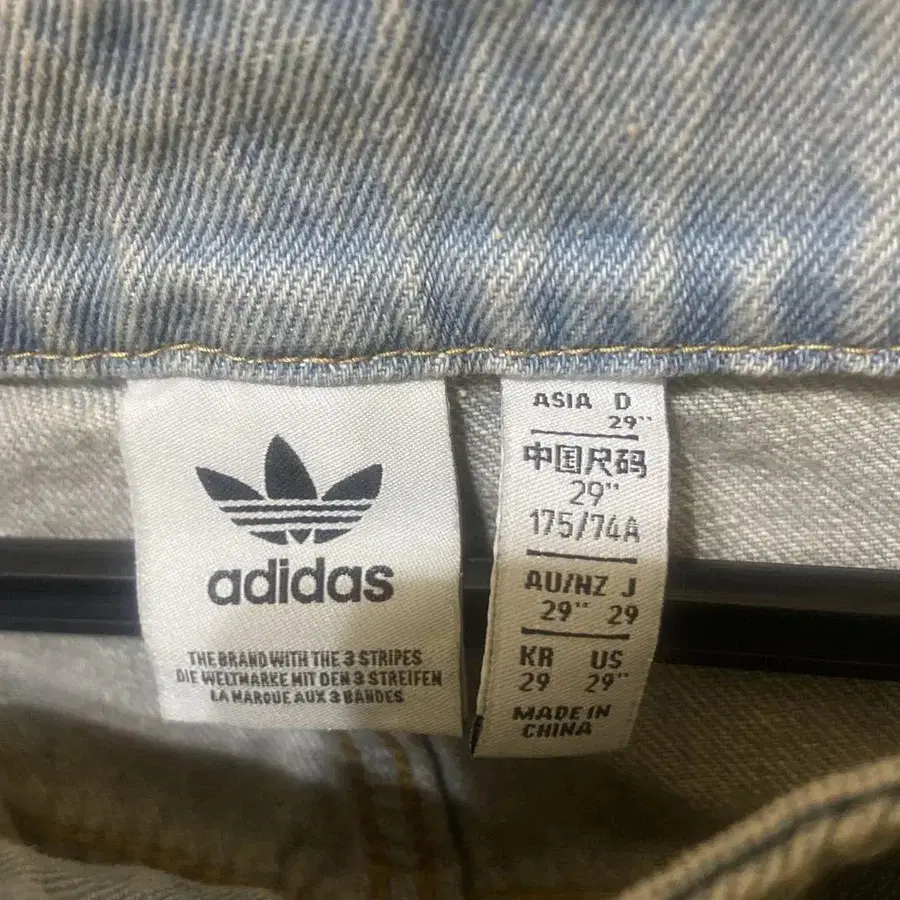 adidas
THE BRAND WITH THE 3 STRIPES
DIE WELTMARKE MIT DEN 3 STREIFEN
LA MARQUE AUX 3 BANDES
ASIA D
29"
中国尺码
29"
175/74A
AU/NZ J
29" 29
KR US
29 29"
MADE IN
CHINA